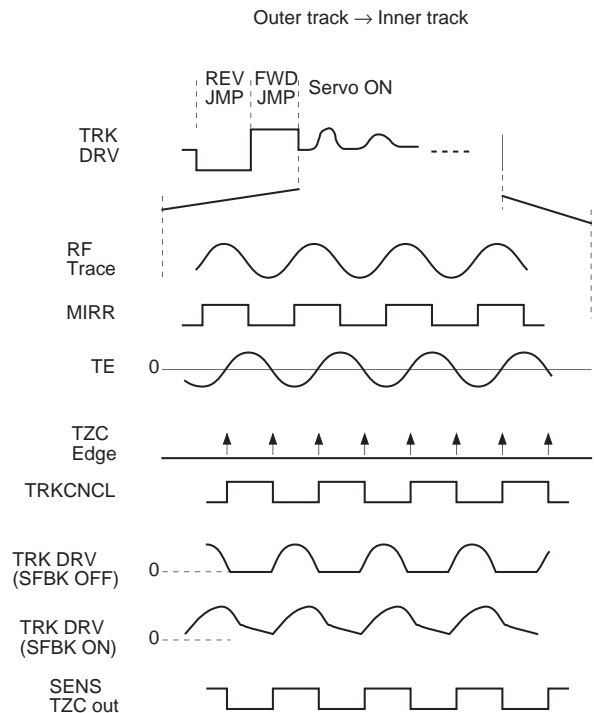 Outer track → Inner track
REV FWD
JMP JMP
Servo ON
TRK
DRV
RF
Trace
MIRR
TE 0
TZC
Edge
TRKCNCL
TRK DRV
(SFBK OFF)
0
TRK DRV
(SFBK ON)
0
SENS
TZC out